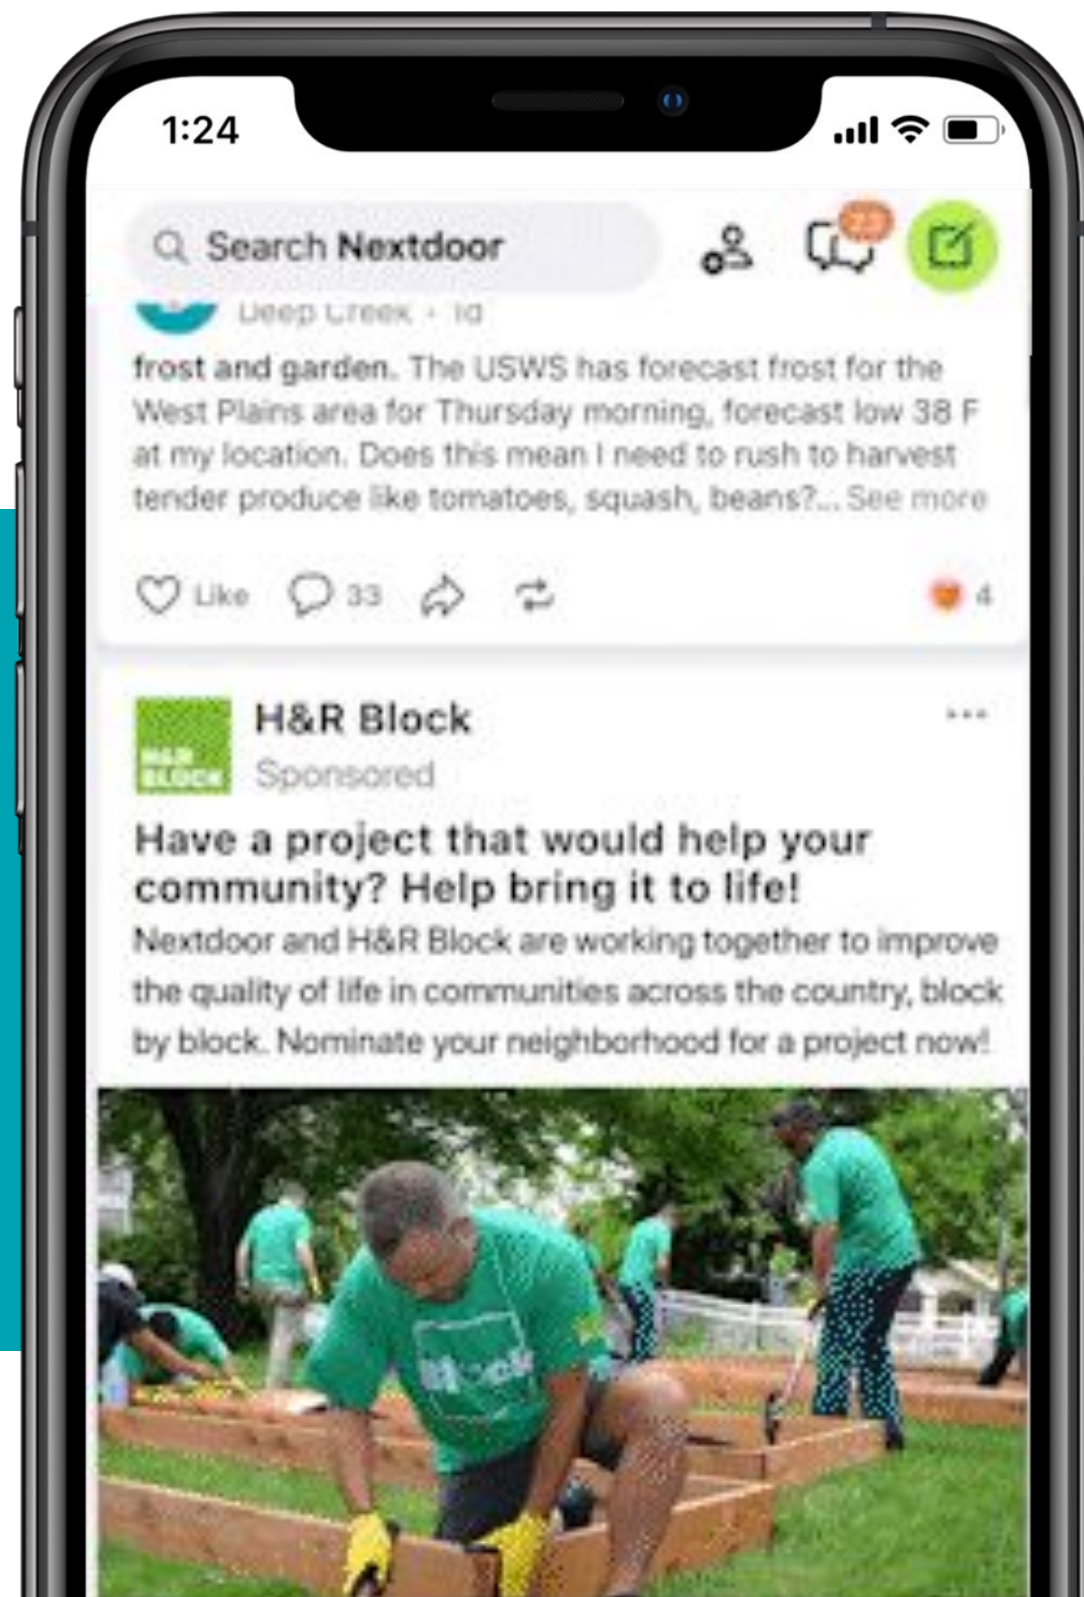 1:24
Search Nextdoor
Deep Creek · 1d
frost and garden. The USWS has forecast frost for the
West Plains area for Thursday morning, forecast low 38 F
at my location. Does this mean I need to rush to harvest
tender produce like tomatoes, squash, beans?... See more
Like 33 4
H&R Block
H&R
BLOCK
Sponsored
Have a project that would help your
community? Help bring it to life!
Nextdoor and H&R Block are working together to improve
the quality of life in communities across the country, block
by block. Nominate your neighborhood for a project now!